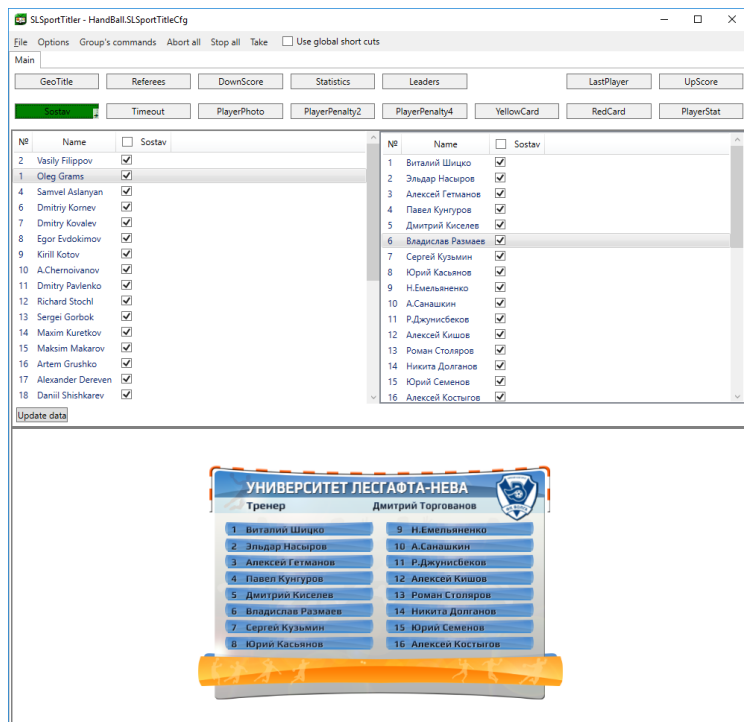 SLSportTitler - HandBall.SLSportTitleCfg
File Options Group's commands Abort all Stop all Take Use global short cuts
Main
GeoTitle Referees DownScore Statistics Leaders LastPlayer UpScore
Sostav Timeout PlayerPhoto PlayerPenalty2 PlayerPenalty4 YellowCard RedCard PlayerStat
№ Name Sostav
2 Vasily Filippov
1 Oleg Grams
4 Samvel Aslanyan
6 Dmitriy Kornev
7 Dmitry Kovalev
8 Egor Evdokimov
9 Kirill Kotov
10 A.Chernoivanov
11 Dmitry Pavlenko
12 Richard Stochl
13 Sergei Gorbok
14 Maxim Kuretkov
15 Maksim Makarov
16 Artem Grushko
17 Alexander Dereven
18 Daniil Shishkarev
№ Name Sostav
1 Виталий Шицко
2 Эльдар Насыров
3 Алексей Гетманов
4 Павел Кунгуров
5 Дмитрий Киселев
6 Владислав Размаев
7 Сергей Кузьмин
8 Юрий Касьянов
9 Н.Емельяненко
10 А.Санашкин
11 Р.Джунисбеков
12 Алексей Кишов
13 Роман Столяров
14 Никита Долганов
15 Юрий Семенов
16 Алексей Костыгов
Update data
УНИВЕРСИТЕТ ЛЕСГАФТА-НЕВА
Тренер Дмитрий Торгованов
1 Виталий Шицко
2 Эльдар Насыров
3 Алексей Гетманов
4 Павел Кунгуров
5 Дмитрий Киселев
6 Владислав Размаев
7 Сергей Кузьмин
8 Юрий Касьянов
9 Н.Емельяненко
10 А.Санашкин
11 Р.Джунисбеков
12 Алексей Кишов
13 Роман Столяров
14 Никита Долганов
15 Юрий Семенов
16 Алексей Костыгов